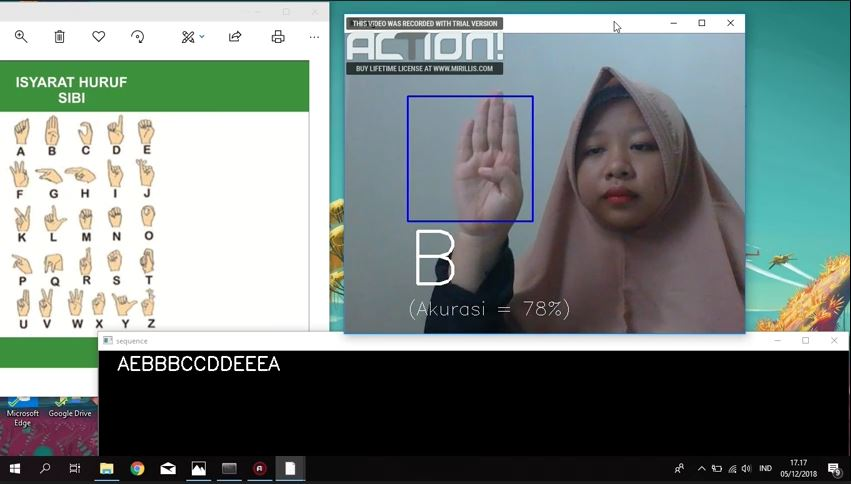 ISYARAT HURUF
SIBI
A B C D E
F G H I J
K L M N O
P Q R S T
U V W X Y Z
THIS VIDEO WAS RECORDED WITH TRIAL VERSION
ACTION!
BUY LIFETIME LICENSE AT WWW.MIRILLIS.COM
B
(Akurasi = 78%)
sequence
AEBBBCCDDEEEA
Microsoft Edge
Google Drive
IND
17.17
05/12/2018
9